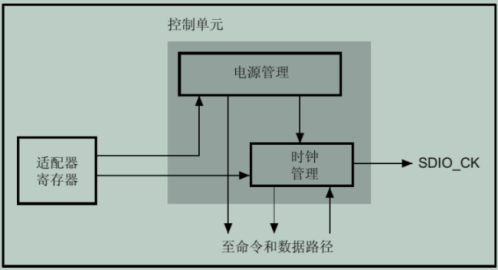 控制单元
电源管理
适配器
寄存器
时钟
管理
SDIO_CK
至命令和数据路径